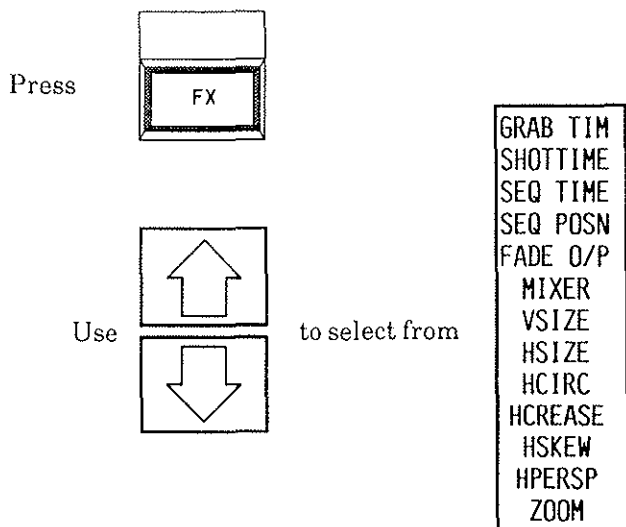 Press
FX
Use
to select from
GRAB TIM
SHOTTIME
SEQ TIME
SEQ POSN
FADE O/P
MIXER
VSIZE
HSIZE
HCIRC
HCREASE
HSKEW
HPERSP
ZOOM